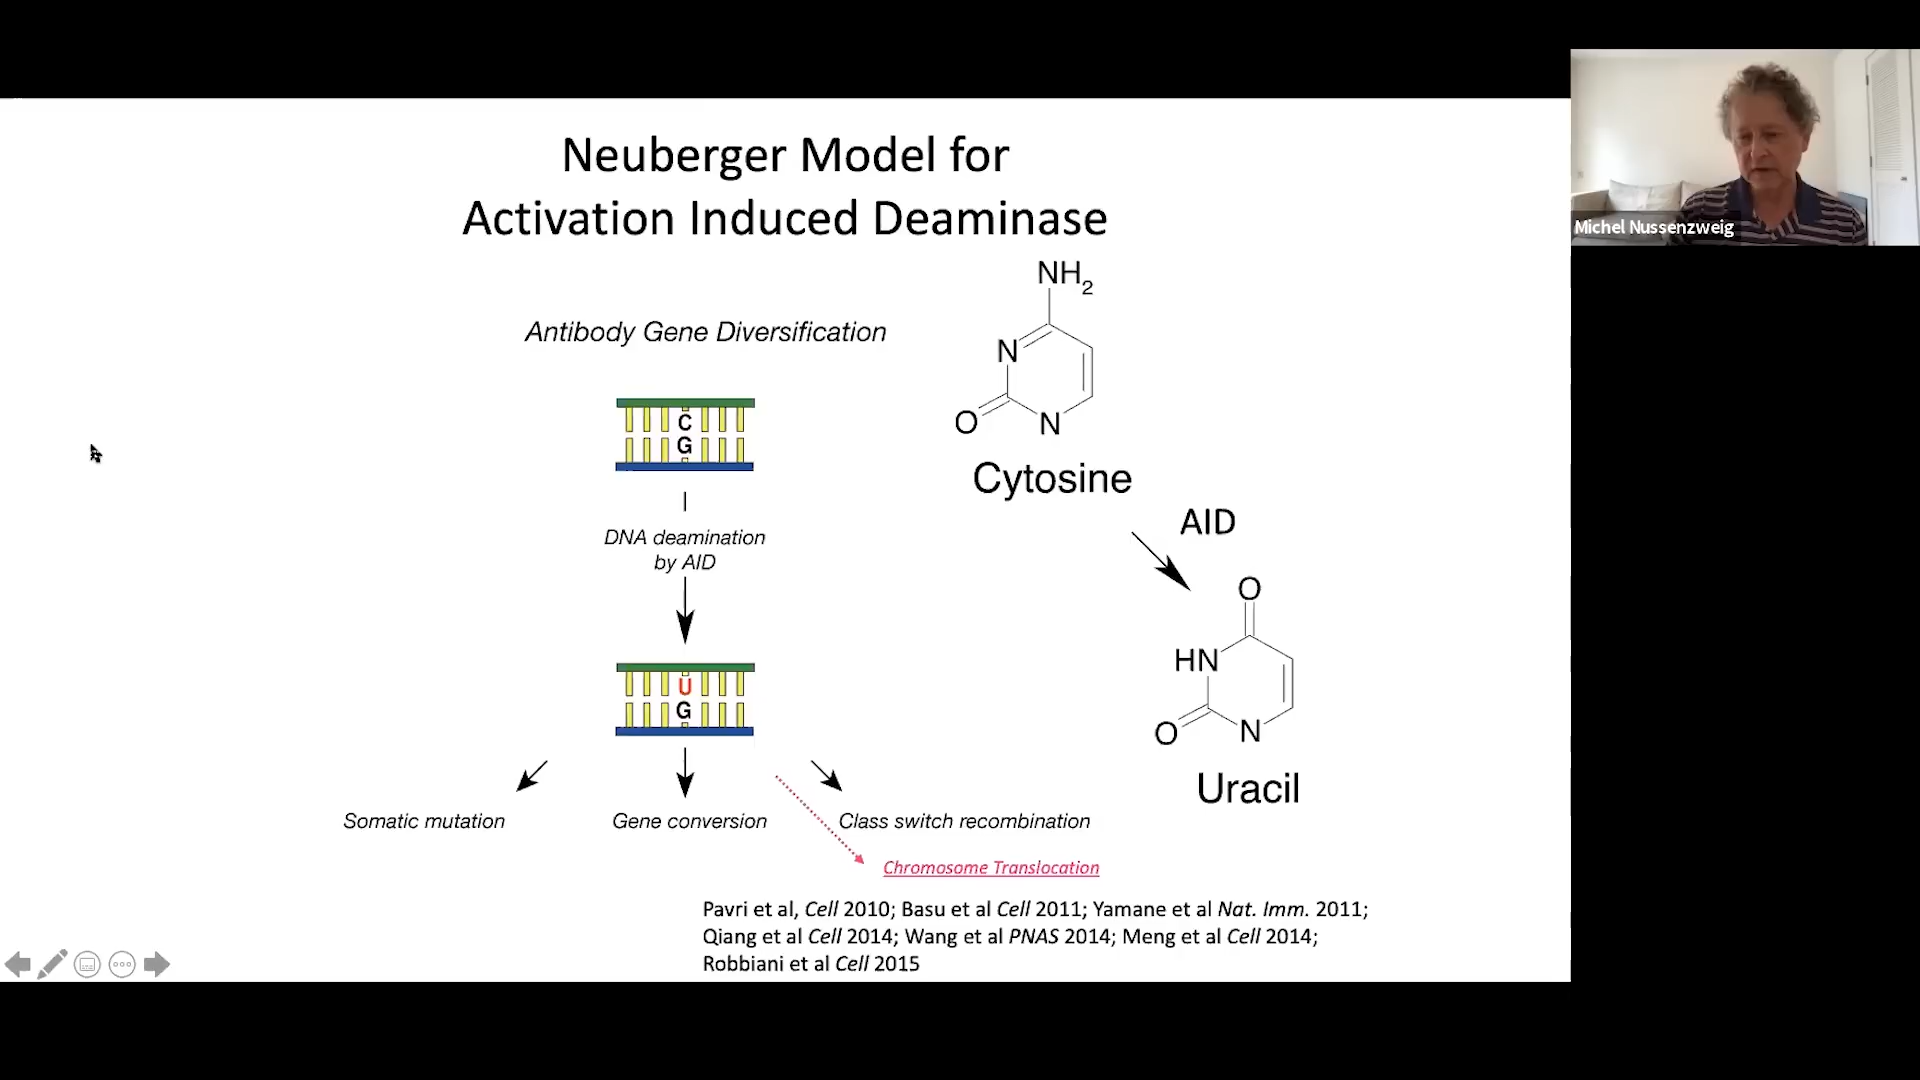 Neuberger Model for
Activation Induced Deaminase
Michel Nussenzweig
NH2
Antibody Gene Diversification
N
O
N
Cytosine
C
G
DNA deamination
by AID
AID
O
HN
O
N
Uracil
U
G
Somatic mutation
Gene conversion
Class switch recombination
Chromosome Translocation
Pavri et al, Cell 2010; Basu et al Cell 2011; Yamane et al Nat. Imm. 2011;
Qiang et al Cell 2014; Wang et al PNAS 2014; Meng et al Cell 2014;
Robbiani et al Cell 2015